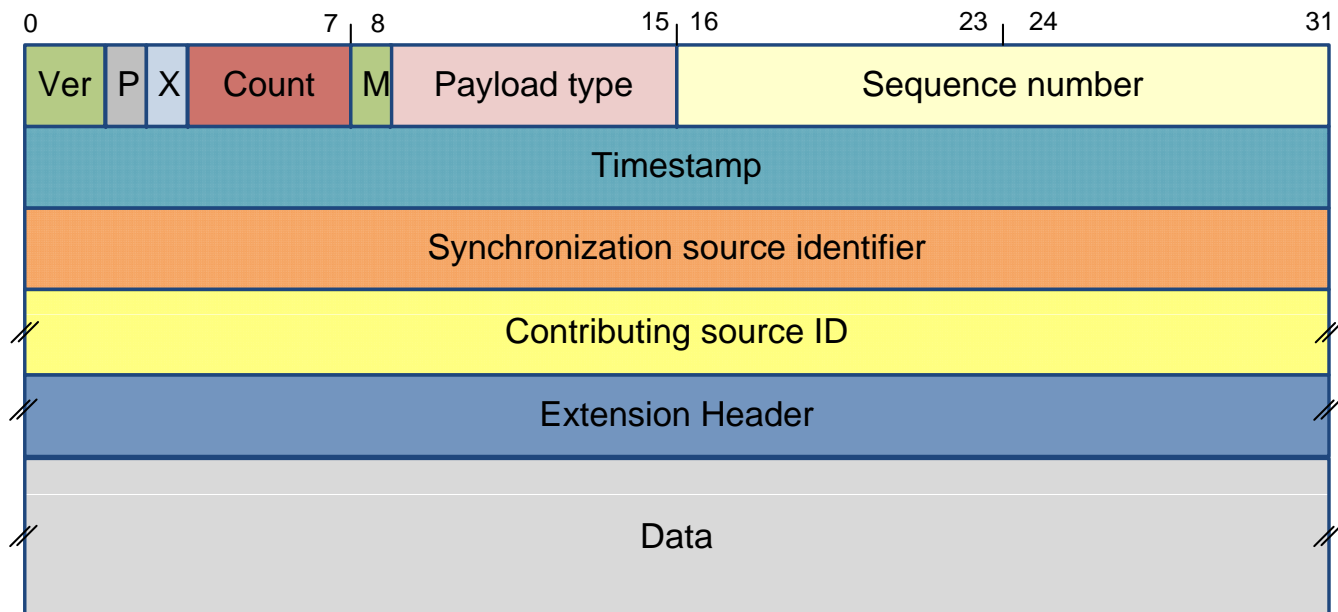 0 7 8 15 16 23 24 31
Ver P X Count M Payload type Sequence number
Timestamp
Synchronization source identifier
Contributing source ID
Extension Header
Data